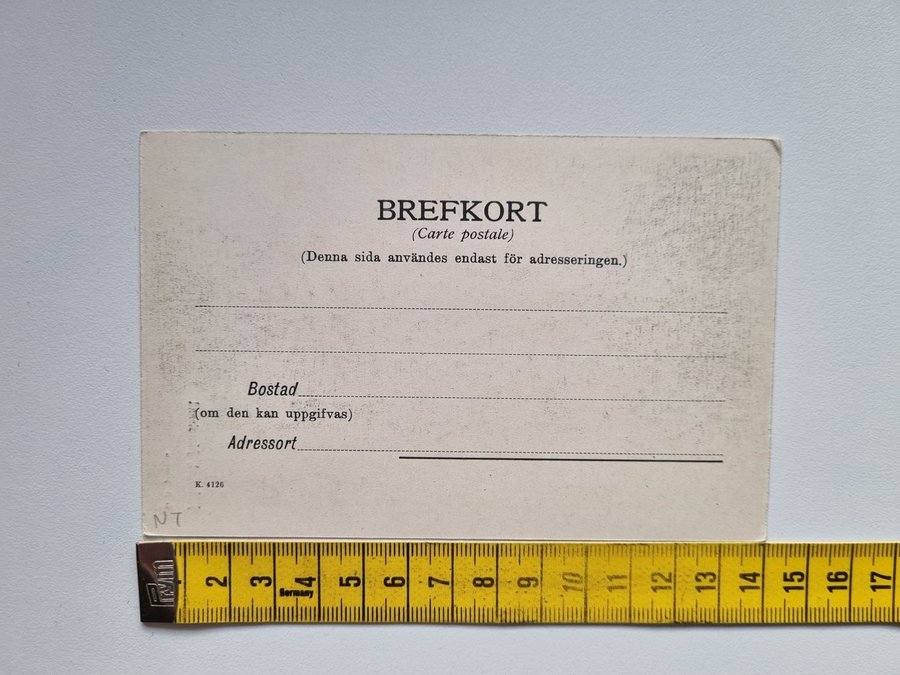 BREFKORT
(Carte postale)
(Denna sida användes endast för adresseringen.)
Bostad
(om den kan uppgifvas)
Adressort
K. 4126
NT
2 3 4 5 6 7 8 9 10 11 12 13 14 15 16 17
Germany